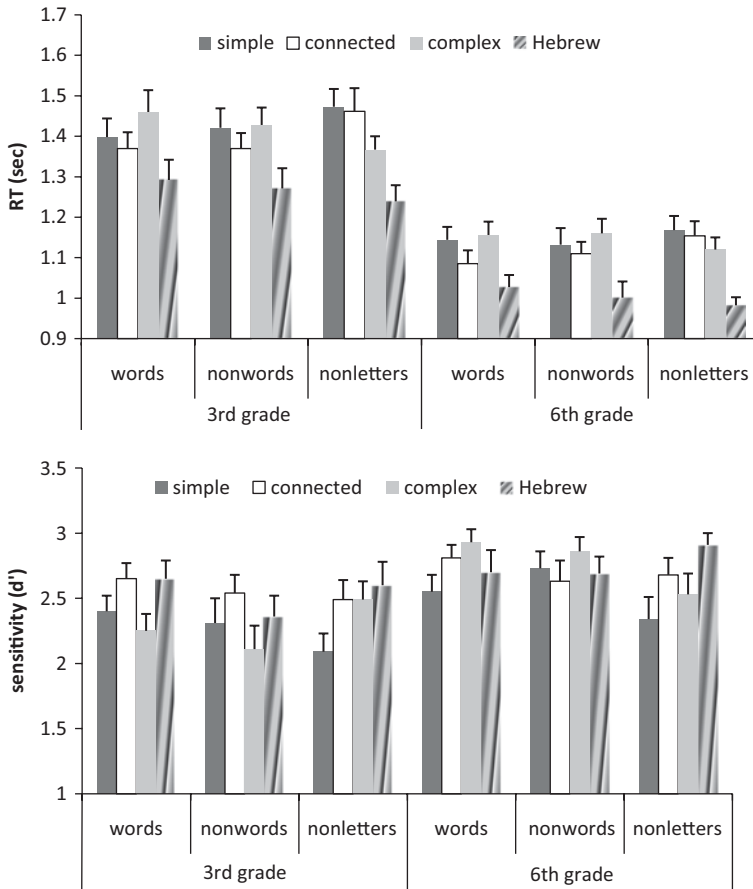 1.7
simple connected complex Hebrew
1.6
1.5
1.4
1.3
1.2
1.1
1
0.9
RT (sec)
words nonwords nonletters words nonwords nonletters
3rd grade 6th grade
3.5
simple connected complex Hebrew
3
2.5
2
1.5
1
sensitivity (d')
words nonwords nonletters words nonwords nonletters
3rd grade 6th grade